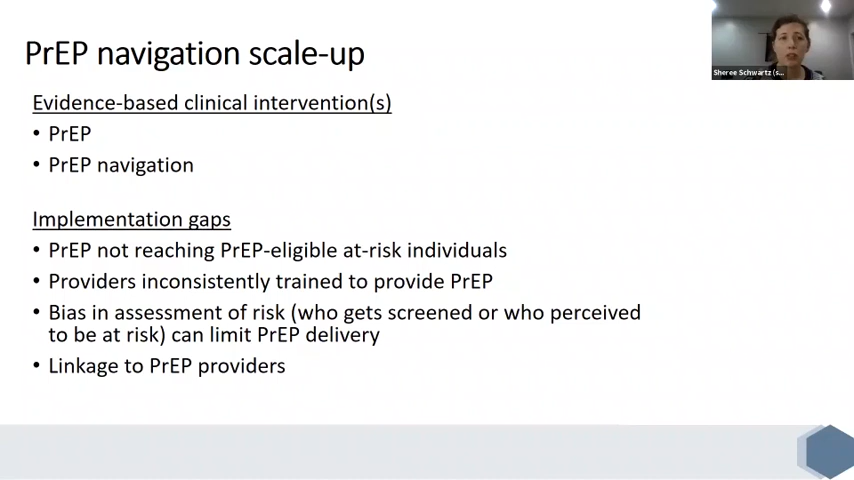 PrEP navigation scale-up
Sheree Schwartz (s...
Evidence-based clinical intervention(s)
• PrEP
• PrEP navigation
Implementation gaps
• PrEP not reaching PrEP-eligible at-risk individuals
• Providers inconsistently trained to provide PrEP
• Bias in assessment of risk (who gets screened or who perceived
to be at risk) can limit PrEP delivery
• Linkage to PrEP providers